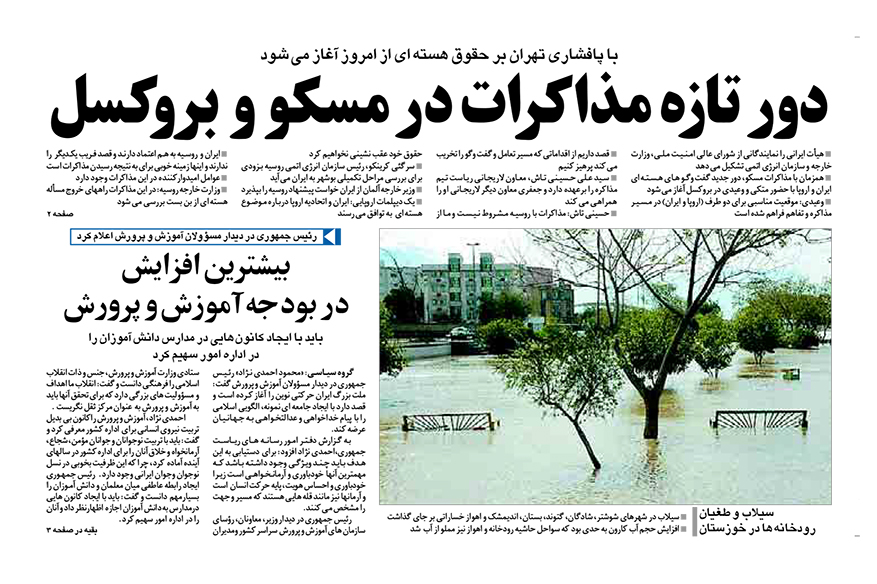 با پافشاری تهران بر حقوق هسته ای از امروز آغاز می شود
دور تازه مذاکرات در مسکو و بروکسل
■ هیأت ایرانی را نمایندگانی از شورای عالی امنیت ملی، وزارت
خارجه و سازمان انرژی اتمی تشکیل می دهد
■ همزمان با مذاکرات مسکو، دور جدید گفت وگو های هسته ای
ایران و اروپا با حضور متکی و وعیدی در بروکسل آغاز می شود
■ وعیدی: موقعیت مناسبی برای دو طرف (اروپا و ایران) در مسیر
مذاکره و تفاهم فراهم شده است
■ قصد داریم از اقداماتی که مسیر تعامل و گفت وگو را تخریب
می کند پرهیز کنیم
■ سید علی حسینی تاش، معاون لاریجانی ریاست تیم
مذاکره را برعهده دارد و جعفری معاون دیگر لاریجانی او را
همراهی می کند
■ حسینی تاش: مذاکرات با روسیه مشروط نیست و ما از
حقوق خود عقب نشینی نخواهیم کرد
■ سرگئی کرینکو، رئیس سازمان انرژی اتمی روسیه بزودی
برای بررسی مراحل تکمیلی بوشهر به ایران می آید
■ وزیر خارجه آلمان از ایران خواست پیشنهاد روسیه را بپذیرد
■ یک دیپلمات اروپایی: ایران و اتحادیه اروپا درباره موضوع
هسته ای به توافق می رسند
■ ایران و روسیه به هم اعتماد دارند و قصد فریب یکدیگر را
ندارند و اینها زمینه خوبی برای به نتیجه رسیدن مذاکرات است
■ عوامل امیدوار کننده در این مذاکرات وجود دارد
■ وزارت خارجه روسیه: در این مذاکرات راههای خروج مسأله
هسته ای از بن بست بررسی می شود
صفحه ۲
رئیس جمهوری در دیدار مسؤولان آموزش و پرورش اعلام کرد
بیشترین افزایش
در بودجه آموزش و پرورش
باید با ایجاد کانون هایی در مدارس دانش آموزان را
در اداره امور سهیم کرد
گروه سیاسی: «محمود احمدی نژاد» رئیس
جمهوری در دیدار مسؤولان آموزش و پرورش گفت:
ملت بزرگ ایران حرکتی نوین را آغاز کرده است و
قصد دارد با ایجاد جامعه ای نمونه، الگویی اسلامی
را با پیام خداخواهی و عدالتخواهی به جهانیان
عرضه کند.
به گزارش دفتر امور رسانه های ریاست
جمهوری، احمدی نژاد افزود: برای دستیابی به این
هدف باید چند ویژگی وجود داشته باشد که
مهمترین آنها خودباوری و آرمانخواهی است زیرا
خودباوری و احساس هویت، پایه حرکت انسان است
و آرمانها نیز مانند قله هایی هستند که مسیر و جهت
را مشخص می کنند.
رئیس جمهوری در دیدار وزیر، معاونان، رؤسای
سازمان های آموزش و پرورش سراسر کشور و مدیران
ستادی وزارت آموزش و پرورش، جنس و ذات انقلاب
اسلامی را فرهنگی دانست و گفت: انقلاب ما اهداف
و مسؤولیت های بزرگی دارد که برای تحقق آنها باید
به آموزش و پرورش به عنوان مرکز ثقل نگریست.
احمدی نژاد، آموزش و پرورش را کانون بی بدیل
تربیت نیروی انسانی برای اداره کشور معرفی کرد و
گفت: باید با تربیت نوجوانان و جوانان مؤمن، شجاع،
آرمانخواه و خلاق آنان را برای اداره کشور در سالهای
آینده آماده کرد، چرا که این ظرفیت بخوبی در نسل
نوجوان وجوان ایرانی وجود دارد. رئیس جمهوری
ایجاد رابطه عاطفی میان معلمان و دانش آموزان را
بسیار مهم دانست و گفت: باید با ایجاد کانون هایی
در مدارس به دانش آموزان اجازه اظهار نظر داد و آنان
را در اداره امور سهیم کرد.
بقیه در صفحه ۳
سیلاب و طغیان
رودخانه ها در خوزستان
■ سیلاب در شهرهای شوشتر، شادگان، گتوند، بستان، اندیمشک و اهواز خساراتی بر جای گذاشت
■ افزایش حجم آب کارون به حدی بود که سواحل حاشیه رودخانه و اهواز نیز مملو از آب شد